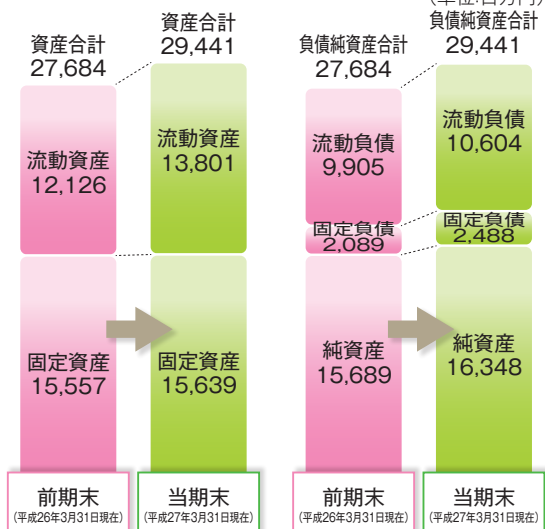 (単位:百万円)
資産合計
27,684
資産合計
29,441
流動資産
12,126
流動資産
13,801
固定資産
15,557
固定資産
15,639
前期末
(平成26年3月31日現在)
当期末
(平成27年3月31日現在)
負債純資産合計
27,684
負債純資産合計
29,441
流動負債
9,905
流動負債
10,604
固定負債
2,089
固定負債
2,488
純資産
15,689
純資産
16,348
前期末
(平成26年3月31日現在)
当期末
(平成27年3月31日現在)